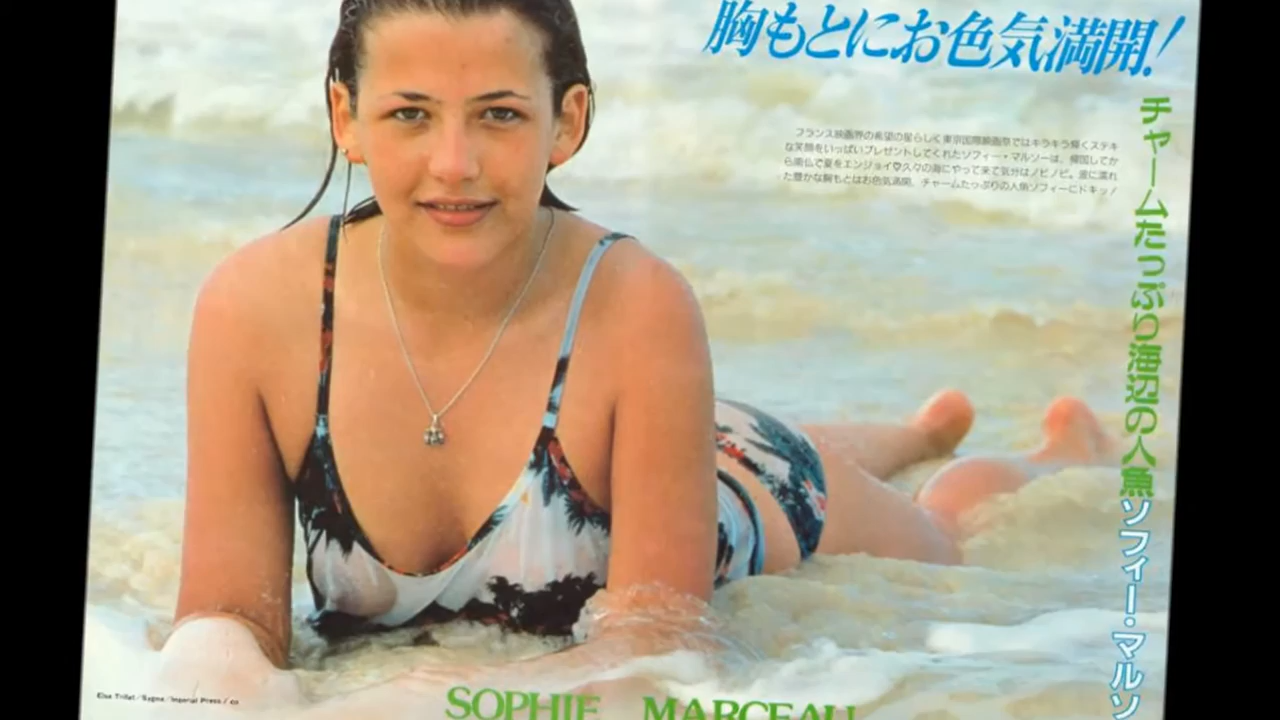 胸もとにお色気満開!
フランス映画界の希望の星らしく東京国際映画祭ではキラキラ輝くステキ
な笑顔をいっぱいプレゼントしてくれたソフィー・マルソーは、帰国してか
ら南仏で夏をエンジョイ♡久々の海にやって来て気分はノビノビ。波に濡れ
た豊かな胸もとはお色気満開、チャームたっぷりの人魚ソフィーにドキッ!
チャームたっぷり海辺の人魚ソフィー・マルソ
Else Trillat/Sygma/Imperial Press/co
SOPHIE MARCEAU